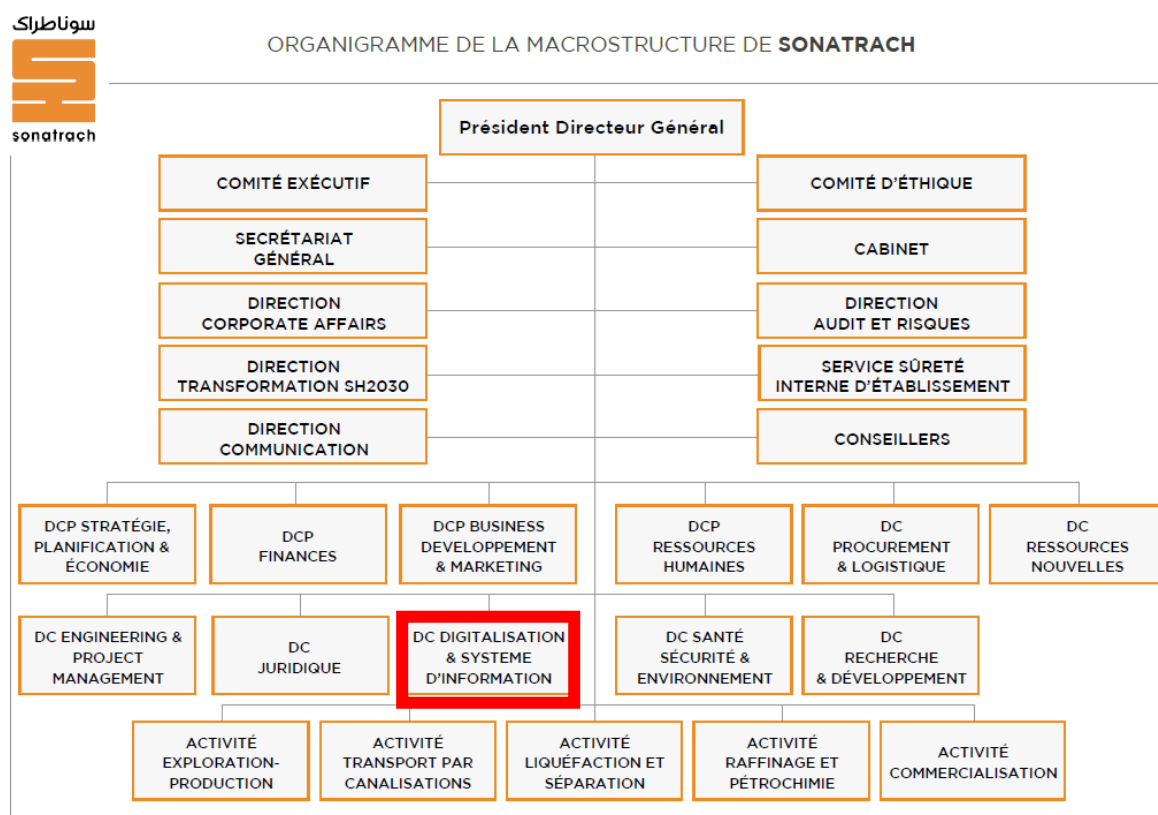 سوناطراك
sonatrach
ORGANIGRAMME DE LA MACROSTRUCTURE DE SONATRACH
Président Directeur Général
COMITÉ EXÉCUTIF
COMITÉ D’ÉTHIQUE
SECRÉTARIAT
GÉNÉRAL
CABINET
DIRECTION
CORPORATE AFFAIRS
DIRECTION
AUDIT ET RISQUES
DIRECTION
TRANSFORMATION SH2030
SERVICE SÛRETÉ
INTERNE D’ÉTABLISSEMENT
DIRECTION
COMMUNICATION
CONSEILLERS
DCP STRATÉGIE,
PLANIFICATION &
ÉCONOMIE
DCP
FINANCES
DCP BUSINESS
DEVELOPPEMENT
& MARKETING
DCP
RESSOURCES
HUMAINES
DC
PROCUREMENT
& LOGISTIQUE
DC
RESSOURCES
NOUVELLES
DC ENGINEERING &
PROJECT
MANAGEMENT
DC
JURIDIQUE
DC DIGITALISATION
& SYSTEME
D’INFORMATION
DC SANTÉ
SÉCURITÉ &
ENVIRONNEMENT
DC
RECHERCHE
& DÉVELOPPEMENT
ACTIVITÉ
EXPLORATION-
PRODUCTION
ACTIVITÉ
TRANSPORT PAR
CANALISATIONS
ACTIVITÉ
LIQUÉFACTION ET
SÉPARATION
ACTIVITÉ
RAFFINAGE ET
PÉTROCHIMIE
ACTIVITÉ
COMMERCIALISATION